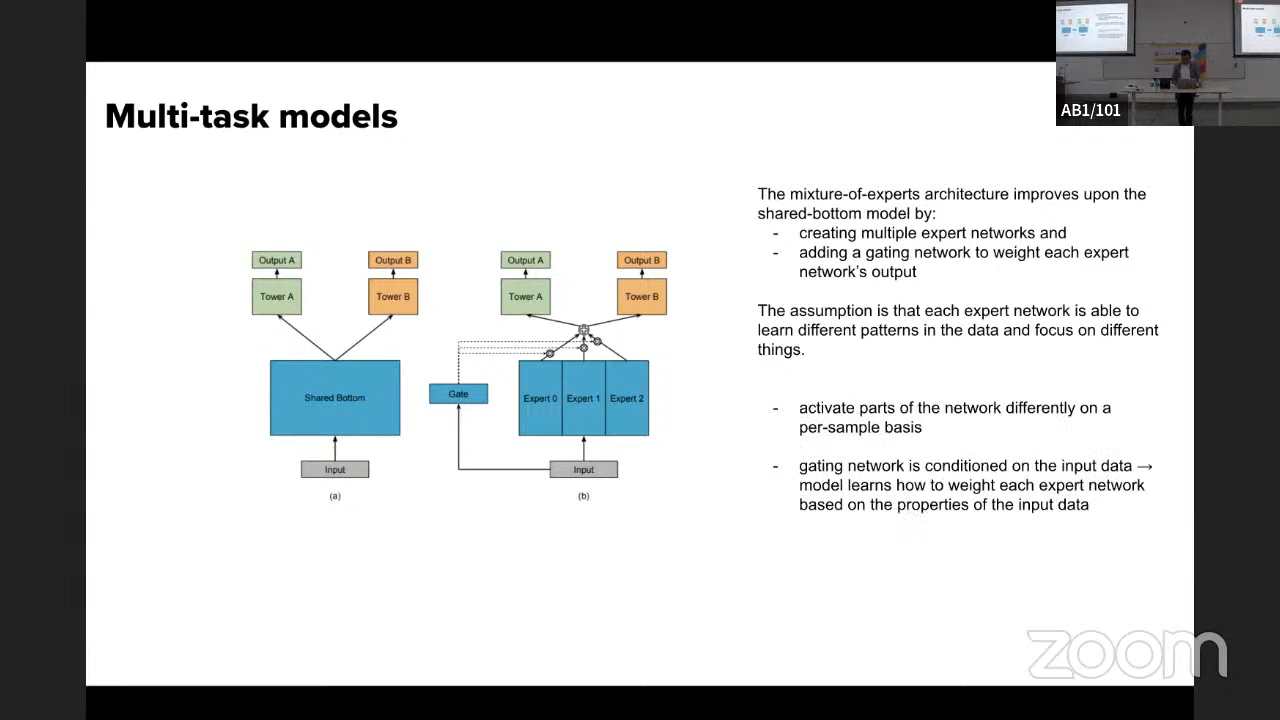 AB1/101
Multi-task models
The mixture-of-experts architecture improves upon the
shared-bottom model by:
- creating multiple expert networks and
- adding a gating network to weight each expert
network's output
The assumption is that each expert network is able to
learn different patterns in the data and focus on different
things.
- activate parts of the network differently on a
per-sample basis
- gating network is conditioned on the input data →
model learns how to weight each expert network
based on the properties of the input data
Output A
Output B
Tower A
Tower B
Shared Bottom
Input
(a)
Output A
Output B
Tower A
Tower B
Gate
Expert 0
Expert 1
Expert 2
Input
(b)
zoom